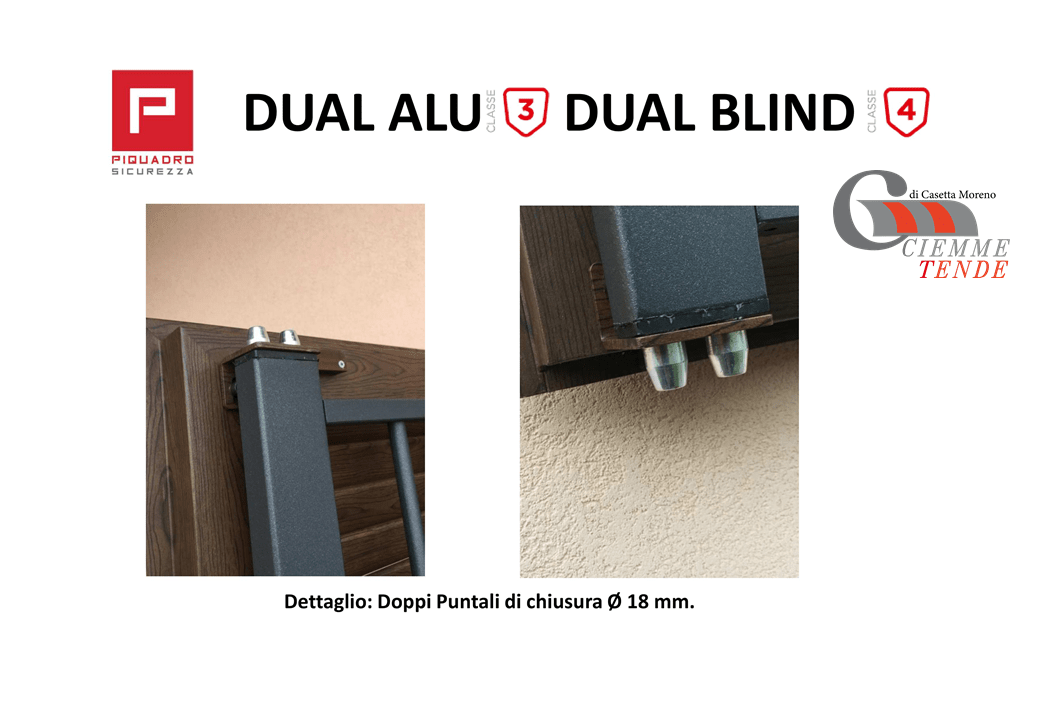 DUAL ALU CLASSE 3 DUAL BLIND CLASSE 4
P
PIQUADRO
SICUREZZA
di Casetta Moreno
CIEMME
TENDE
Dettaglio: Doppi Puntali di chiusura Ø 18 mm.